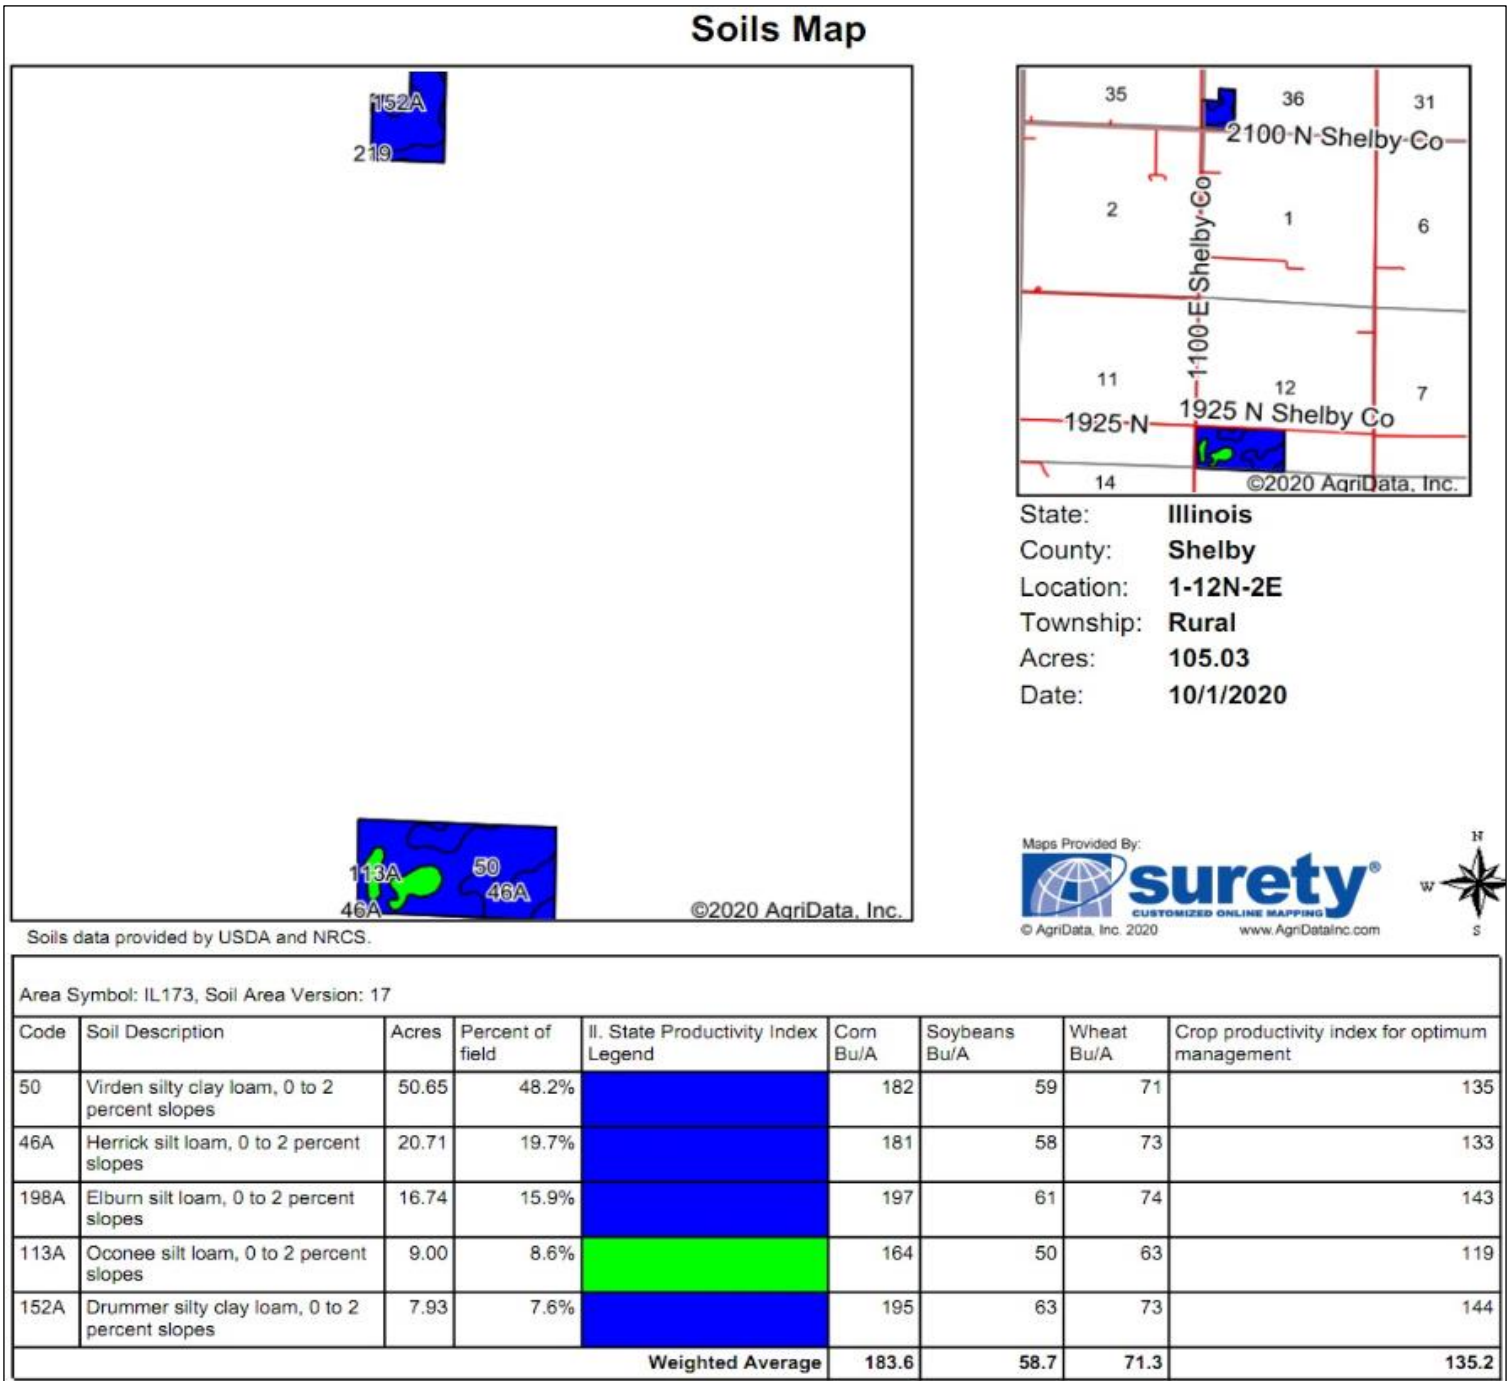 Soils Map
152A
219
113A
50
46A
46A
©2020 AgriData, Inc.
Soils data provided by USDA and NRCS.
35
36
31
2100 N Shelby Co
2
1
6
1100 E Shelby Co
11
12
7
1925 N
1925 N Shelby Co
14
©2020 AgriData, Inc.
State: Illinois
County: Shelby
Location: 1-12N-2E
Township: Rural
Acres: 105.03
Date: 10/1/2020
Maps Provided By:
surety®
CUSTOMIZED ONLINE MAPPING
© AgriData, Inc. 2020 www.AgriDataInc.com
N
W
S
Area Symbol: IL173, Soil Area Version: 17
Code Soil Description Acres Percent of field II. State Productivity Index Legend Corn Bu/A Soybeans Bu/A Wheat Bu/A Crop productivity index for optimum management
50 Virden silty clay loam, 0 to 2 percent slopes 50.65 48.2% 182 59 71 135
46A Herrick silt loam, 0 to 2 percent slopes 20.71 19.7% 181 58 73 133
198A Elburn silt loam, 0 to 2 percent slopes 16.74 15.9% 197 61 74 143
113A Oconee silt loam, 0 to 2 percent slopes 9.00 8.6% 164 50 63 119
152A Drummer silty clay loam, 0 to 2 percent slopes 7.93 7.6% 195 63 73 144
Weighted Average 183.6 58.7 71.3 135.2